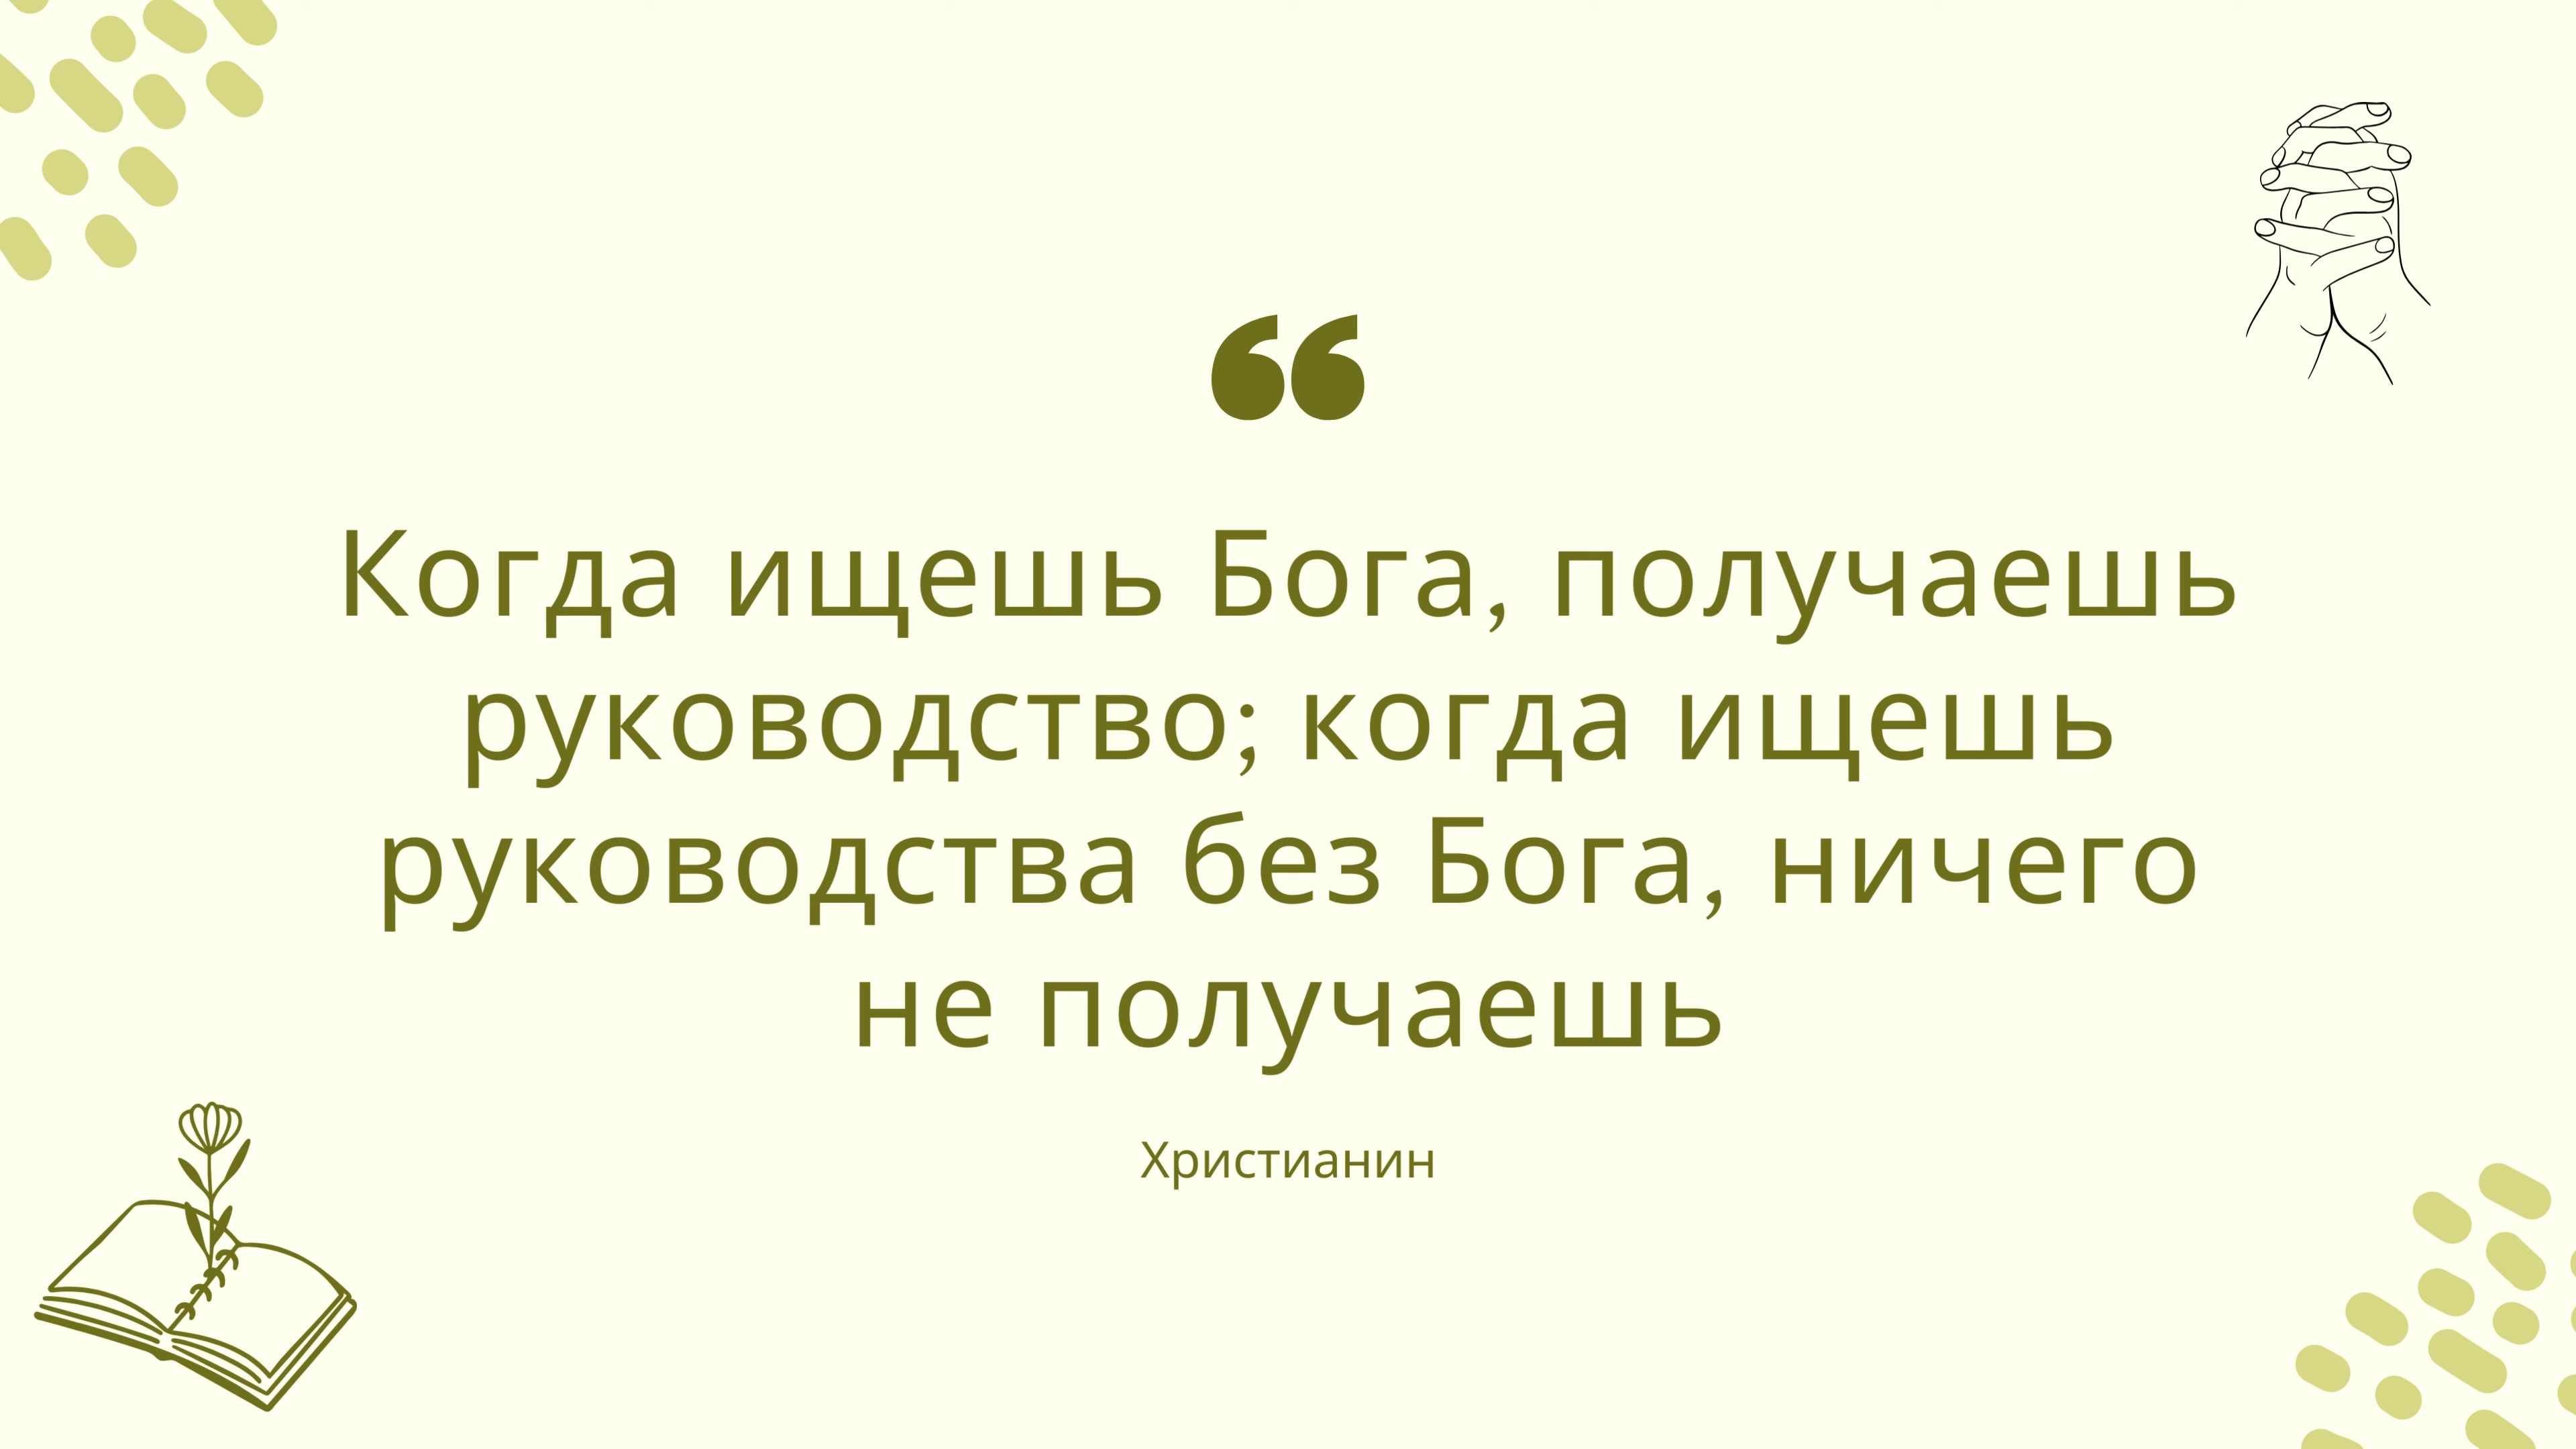 “
Когда ищешь Бога, получаешь
руководство; когда ищешь
руководства без Бога, ничего
не получаешь
Христианин